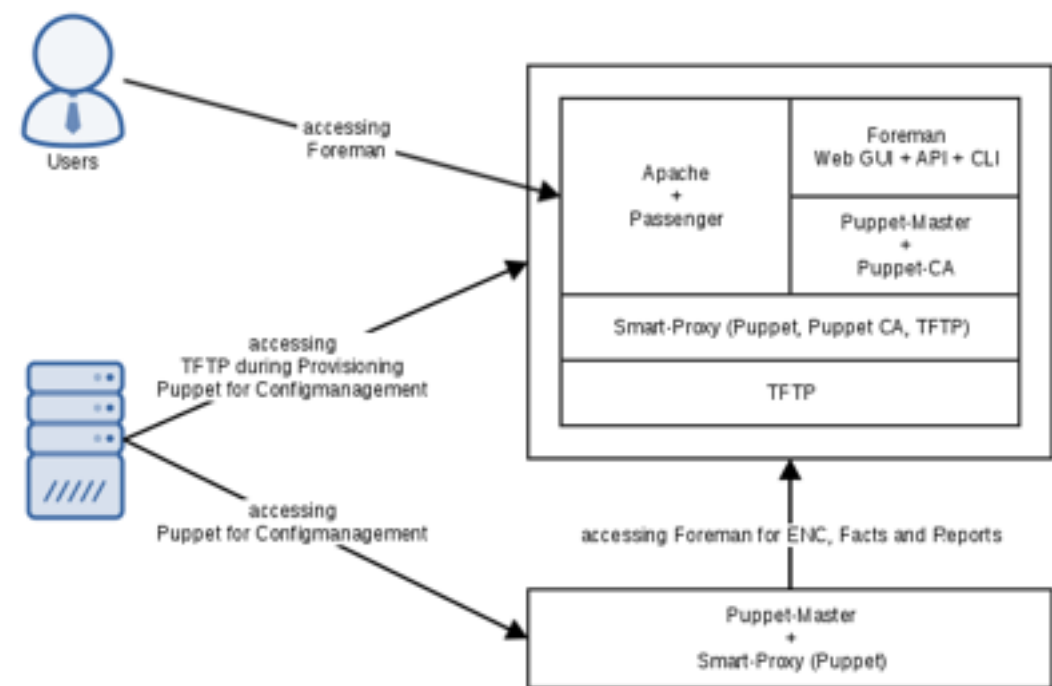 Users
accessing
Foreman
Apache
+
Passenger
Foreman
Web GUI + API + CLI
Puppet-Master
+
Puppet-CA
Smart-Proxy (Puppet, Puppet CA, TFTP)
TFTP
accessing
TFTP during Provisioning
Puppet for Configmanagement
accessing
Puppet for Configmanagement
accessing Foreman for ENC, Facts and Reports
Puppet-Master
+
Smart-Proxy (Puppet)